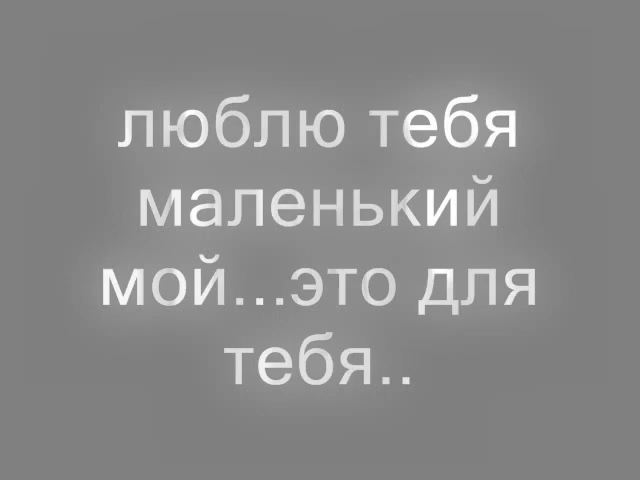 люблю тебя
маленький
мой...это для
тебя..